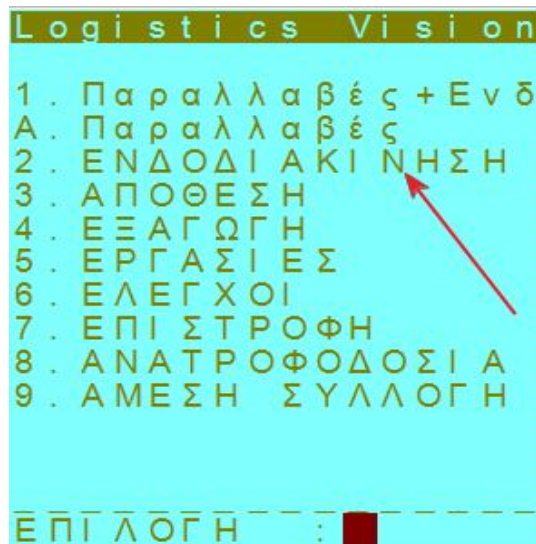 Logistics Vision
1. Παραλλαβές+Ενδ
Α. Παραλλαβές
2. ΕΝΔΟΔΙΑΚΙΝΗΣΗ
3. ΑΠΟΘΕΣΗ
4. ΕΞΑΓΩΓΗ
5. ΕΡΓΑΣΙΕΣ
6. ΕΛΕΓΧΟΙ
7. ΕΠΙΣΤΡΟΦΗ
8. ΑΝΑΤΡΟΦΟΔΟΣΙΑ
9. ΑΜΕΣΗ ΣΥΛΛΟΓΗ
ΕΠΙΛΟΓΗ :